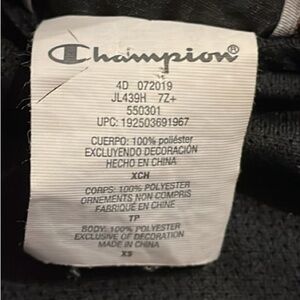 Champion®
4D 072019
JL439H 7Z+
550301
UPC: 192503691967
CUERPO: 100% poliéster
EXCLUYENDO DECORACIÓN
HECHO EN CHINA
XCH
CORPS: 100% POLYESTER
ORNEMENTS NON COMPRIS
FABRIQUÉ EN CHINE
TP
BODY: 100% POLYESTER
EXCLUSIVE OF DECORATION
MADE IN CHINA
XS